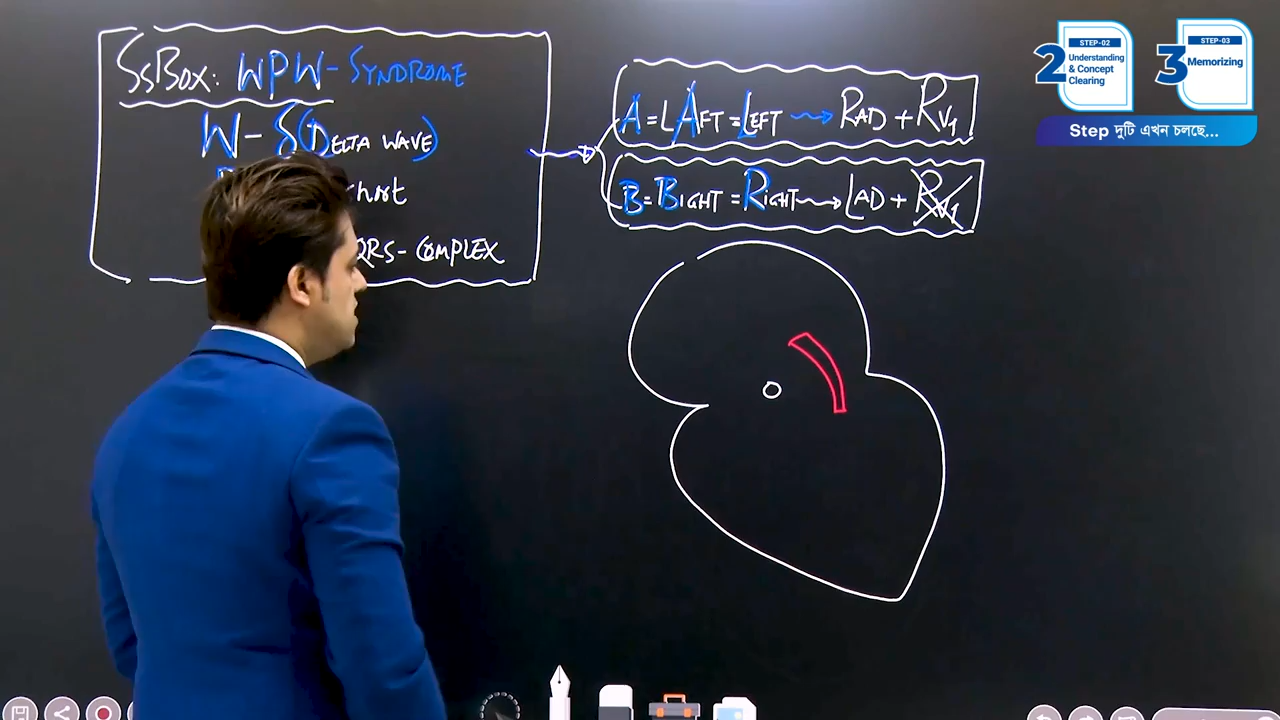 SSBOX: WPW-SYNDROME
W - δ(DELTA WAVE)
Short
QRS-COMPLEX
A = LAFT = LEFT → RAD + RV1
B = BIGHT = RIGHT → LAD + RV1
2 STEP-02
Understanding
& Concept
Clearing
3 STEP-03
Memorizing
Step দুটি এখন চলছে...